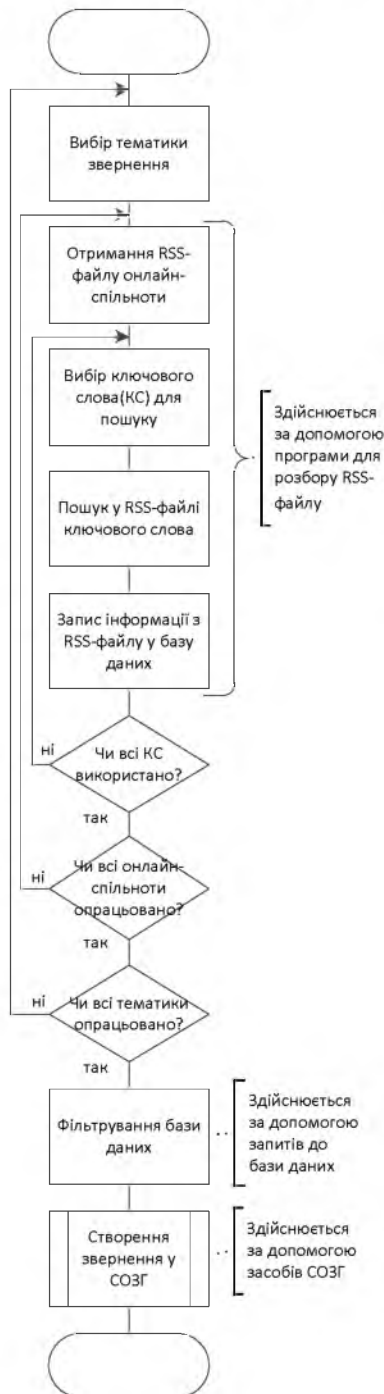 Вибір тематики
звернення
Отримання RSS-
файлу онлайн-
спільноти
Вибір ключового
слова(КС) для
пошуку
Здійснюється
за допомогою
програми для
розбору RSS-
файлу
Пошук у RSS-файлі
ключового слова
Запис інформації з
RSS-файлу у базу
даних
ні
Чи всі КС
використано?
так
ні
Чи всі онлайн-
спільноти
опрацьовано?
так
ні
Чи всі тематики
опрацьовано?
так
Фільтрування бази
даних
Здійснюється
за допомогою
запитів до
бази даних
Створення
звернення у
СОЗГ
Здійснюється
за допомогою
засобів СОЗГ